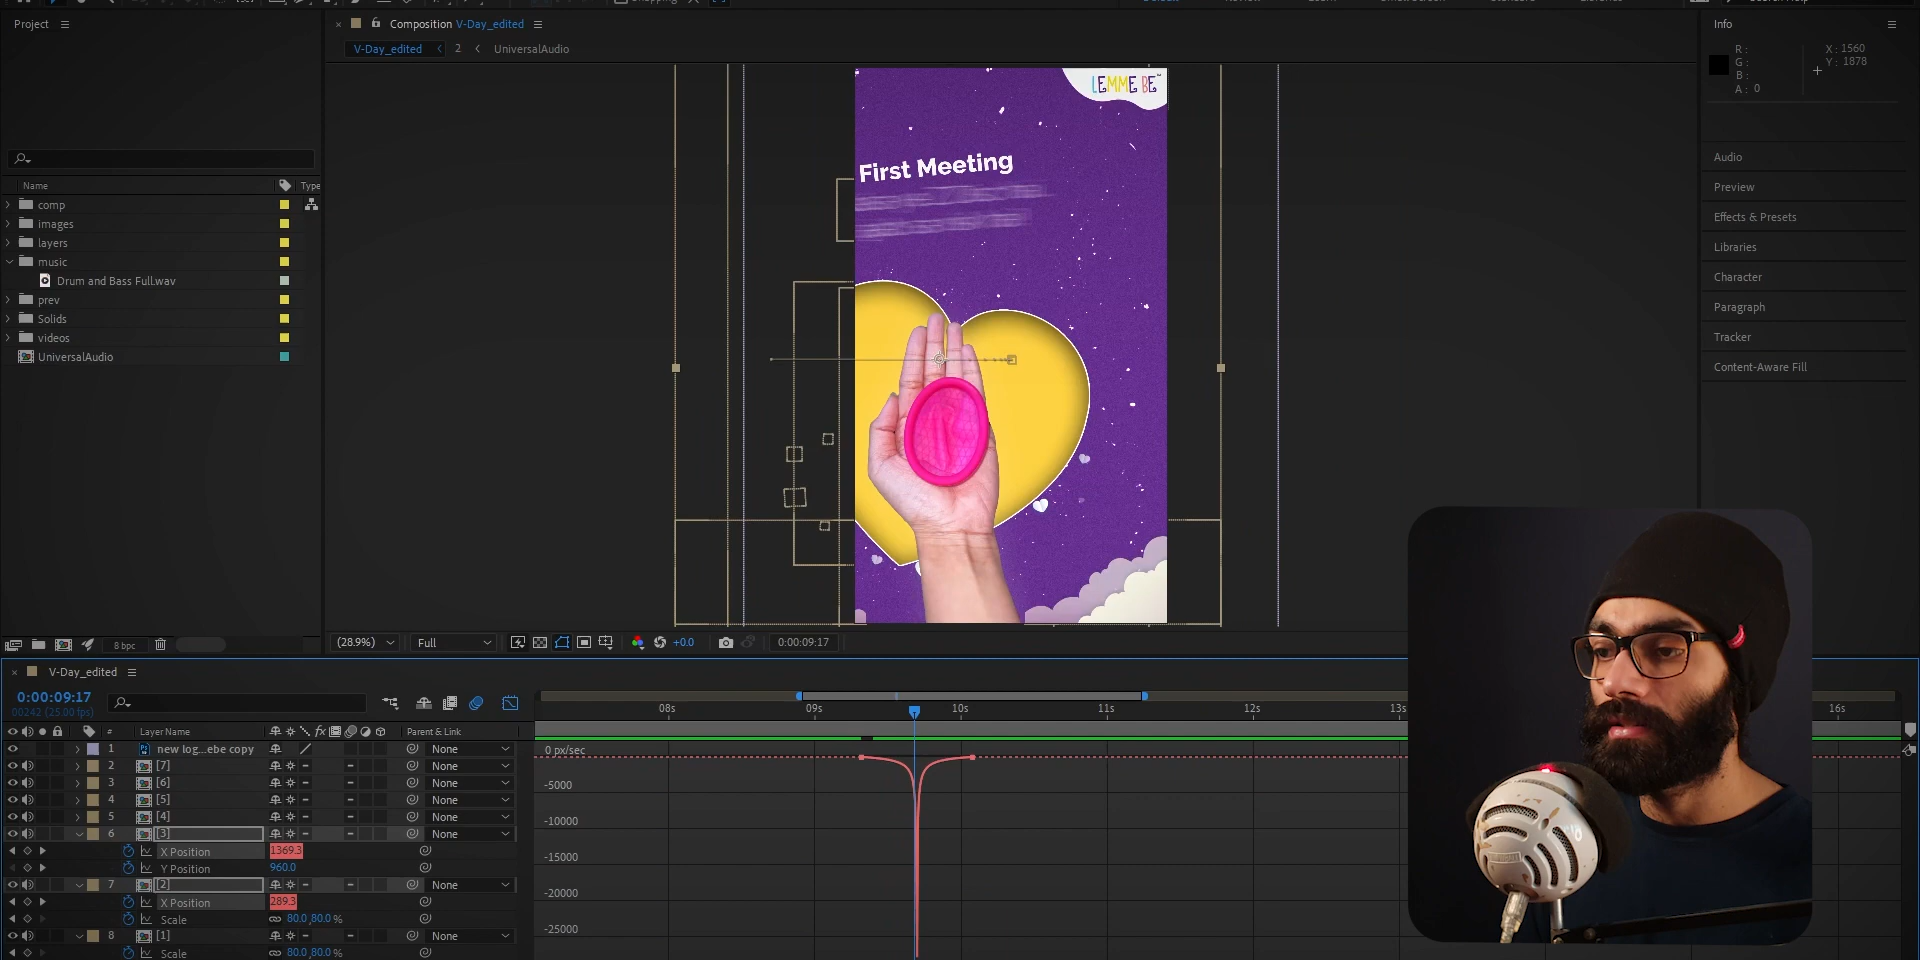 Project
Composition V-Day_edited
Info
V-Day_edited
2
UniversalAudio
R :
G :
B :
A : 0
X : 1560
Y : 1878
LEMME BE
First Meeting
Name
Type
comp
images
layers
music
Drum and Bass Full.wav
prev
Solids
videos
UniversalAudio
Audio
Preview
Effects & Presets
Libraries
Character
Paragraph
Tracker
Content-Aware Fill
8 bpc
(28.9%)
Full
+0.0
0:00:09:17
V-Day_edited
0:00:09:17
00242 (25.00 fps)
08s
09s
10s
11s
12s
13s
16s
#
Layer Name
Parent & Link
1
new log...ebe copy
None
2
[7]
None
3
[6]
None
4
[5]
None
5
[4]
None
6
[3]
None
X Position
1369.3
Y Position
960.0
7
[2]
None
X Position
289.3
Scale
80.0,80.0 %
8
[1]
None
Scale
80.0,80.0 %
0 px/sec
-5000
-10000
-15000
-20000
-25000